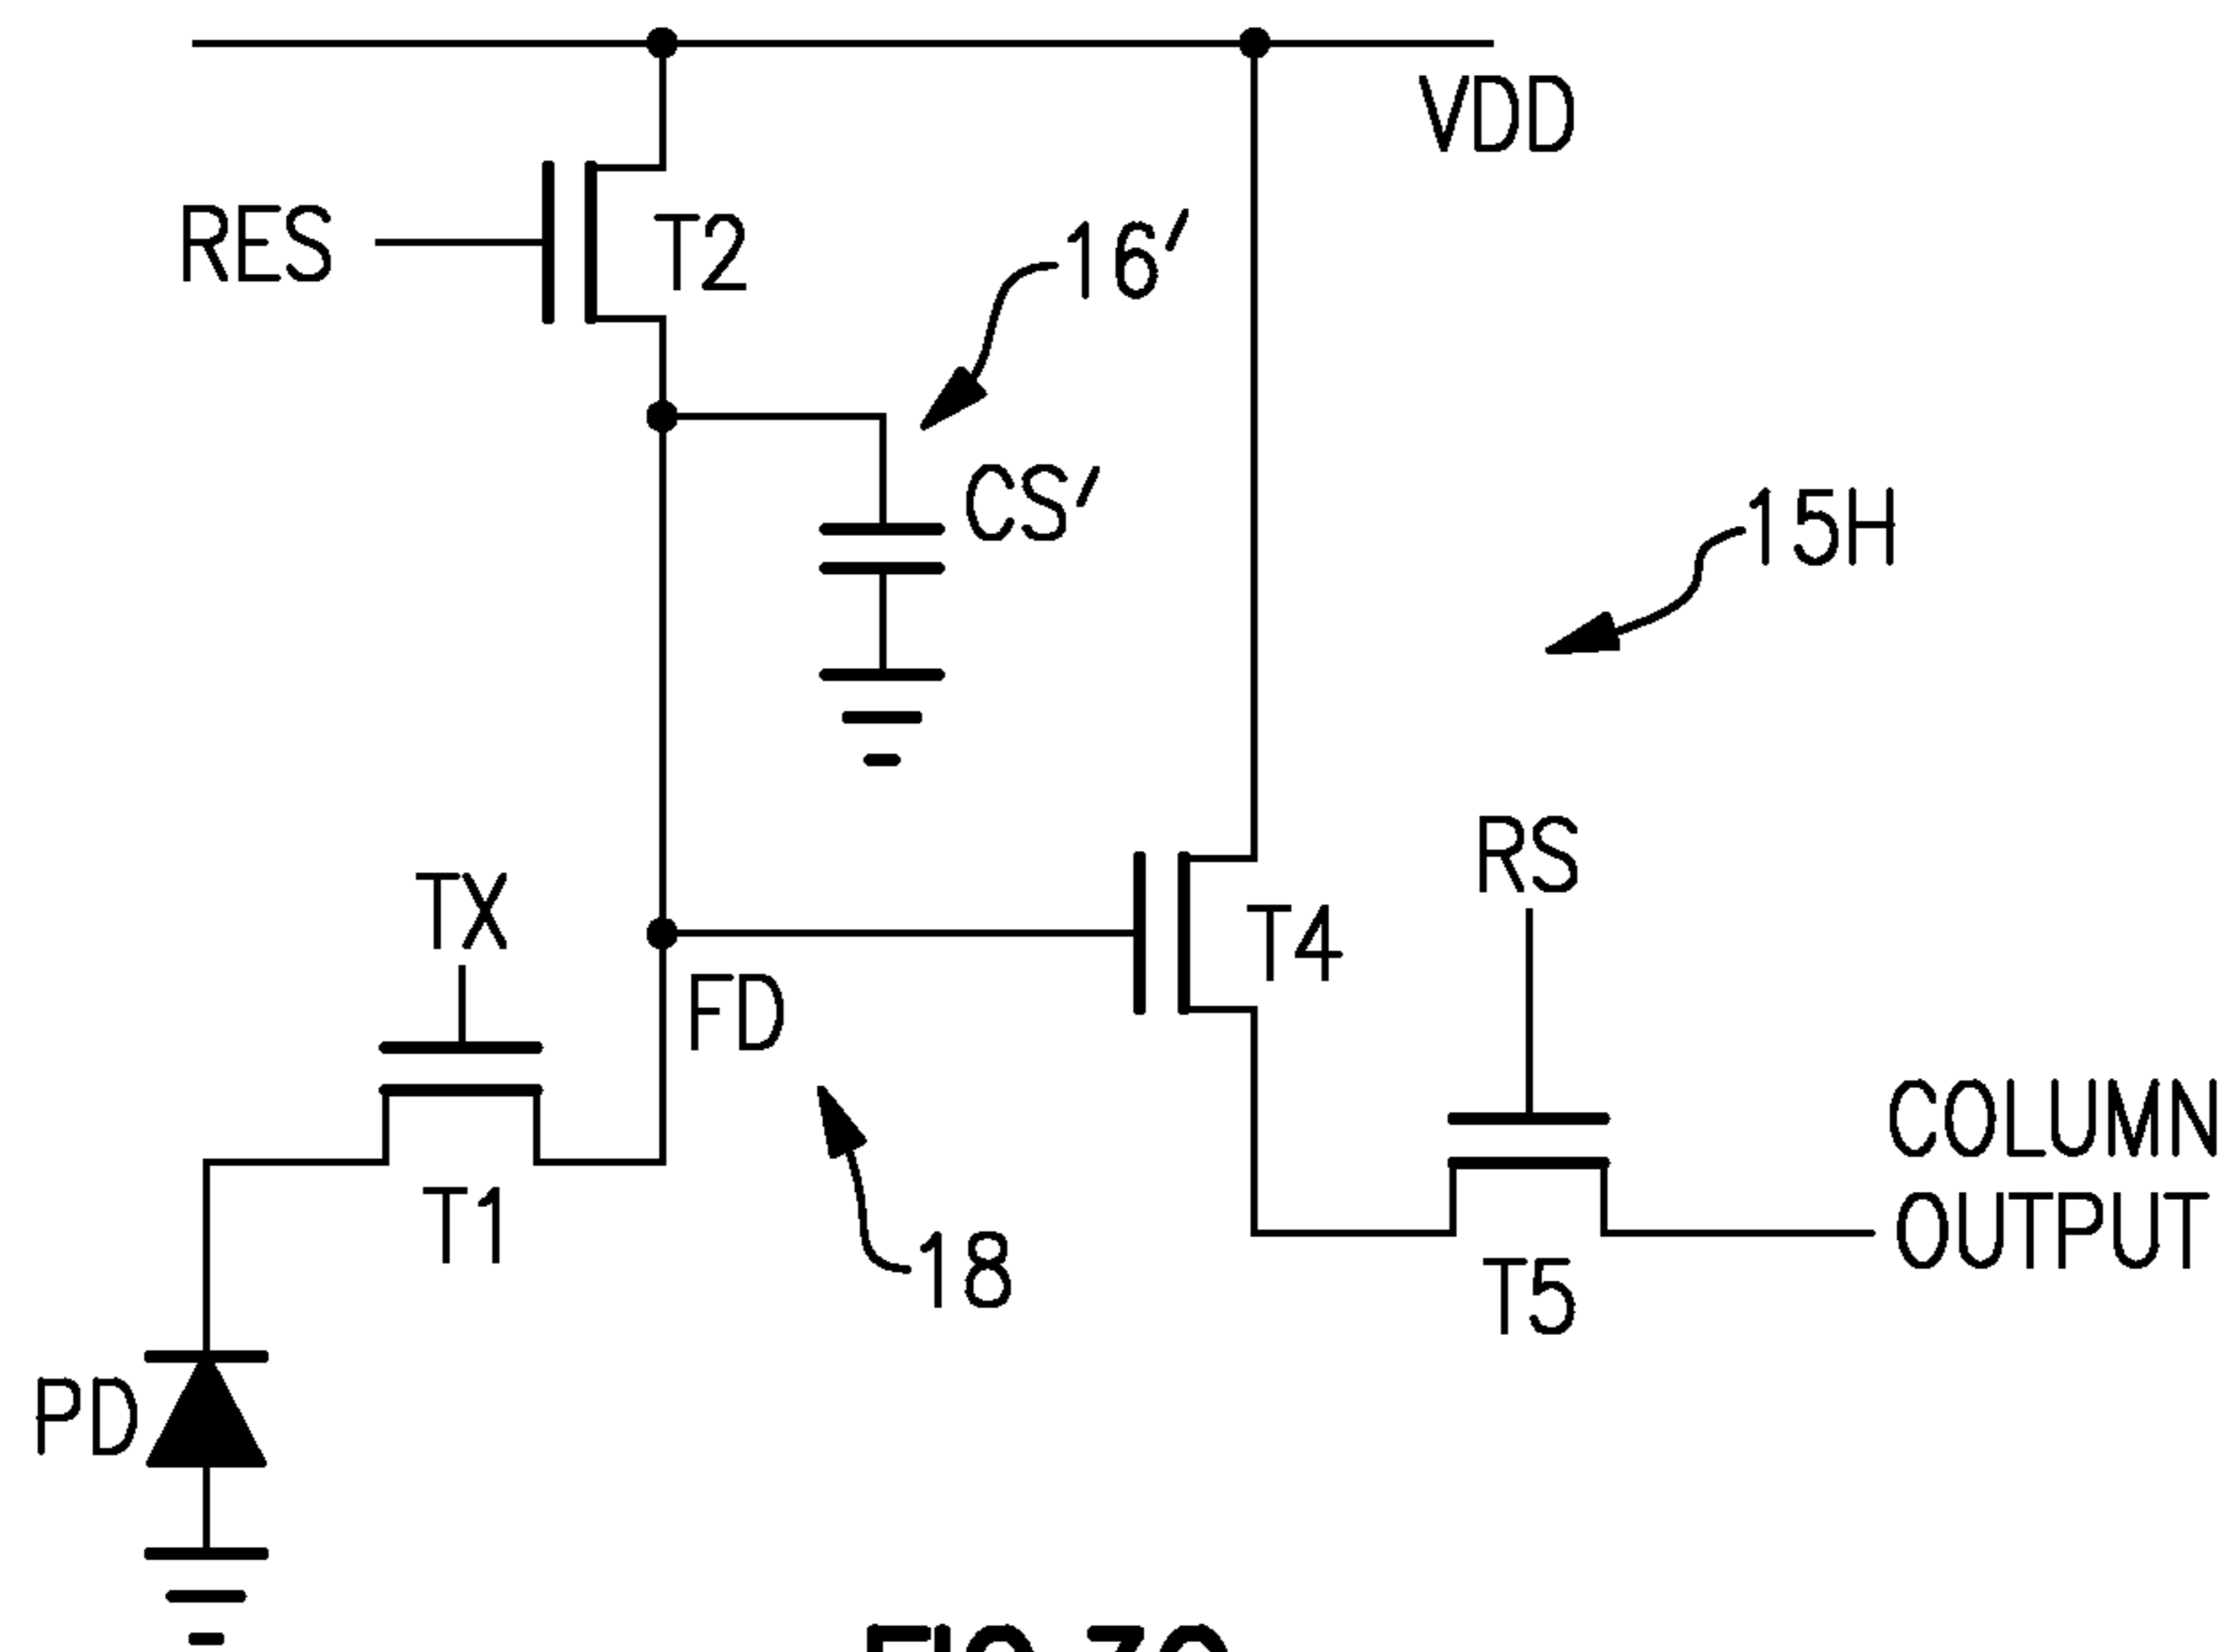 VDD
RES
T2
16′
CS′
15H
RS
TX
T4
FD
COLUMN
OUTPUT
T1
18
T5
PD